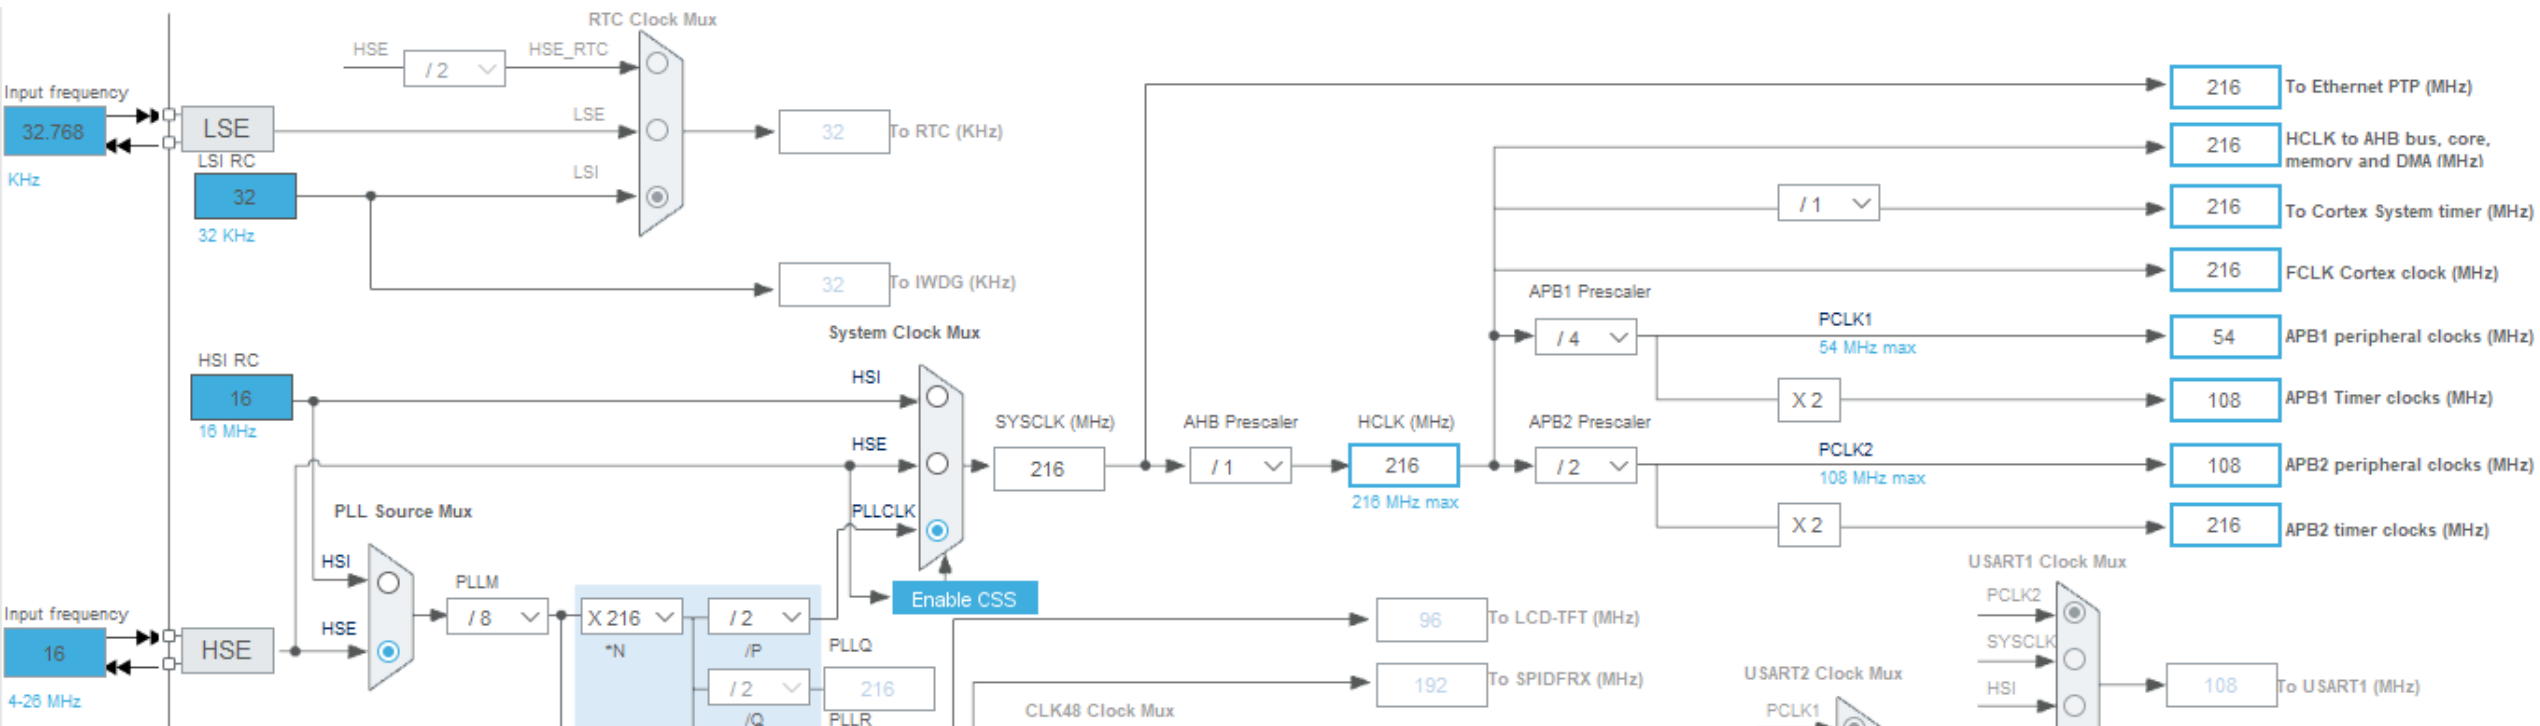 RTC Clock Mux
HSE
/ 2
HSE_RTC
Input frequency
32.768
KHz
LSE
LSE
32
To RTC (KHz)
LSI RC
32
32 KHz
LSI
32
To IWDG (KHz)
216
To Ethernet PTP (MHz)
216
HCLK to AHB bus, core,
memory and DMA (MHz)
/ 1
216
To Cortex System timer (MHz)
216
FCLK Cortex clock (MHz)
APB1 Prescaler
/ 4
PCLK1
54 MHz max
54
APB1 peripheral clocks (MHz)
X 2
108
APB1 Timer clocks (MHz)
System Clock Mux
HSI RC
16
16 MHz
HSI
HSE
PLLCLK
SYSCLK (MHz)
216
AHB Prescaler
/ 1
HCLK (MHz)
216
216 MHz max
APB2 Prescaler
/ 2
PCLK2
108 MHz max
108
APB2 peripheral clocks (MHz)
X 2
216
APB2 timer clocks (MHz)
Enable CSS
PLL Source Mux
HSI
HSE
Input frequency
16
4-26 MHz
HSE
PLLM
/ 8
X 216
*N
/ 2
/P
PLLQ
/ 2
/Q
216
PLLR
96
To LCD-TFT (MHz)
192
To SPIDFRX (MHz)
CLK48 Clock Mux
USART1 Clock Mux
PCLK2
SYSCLK
HSI
108
To USART1 (MHz)
USART2 Clock Mux
PCLK1